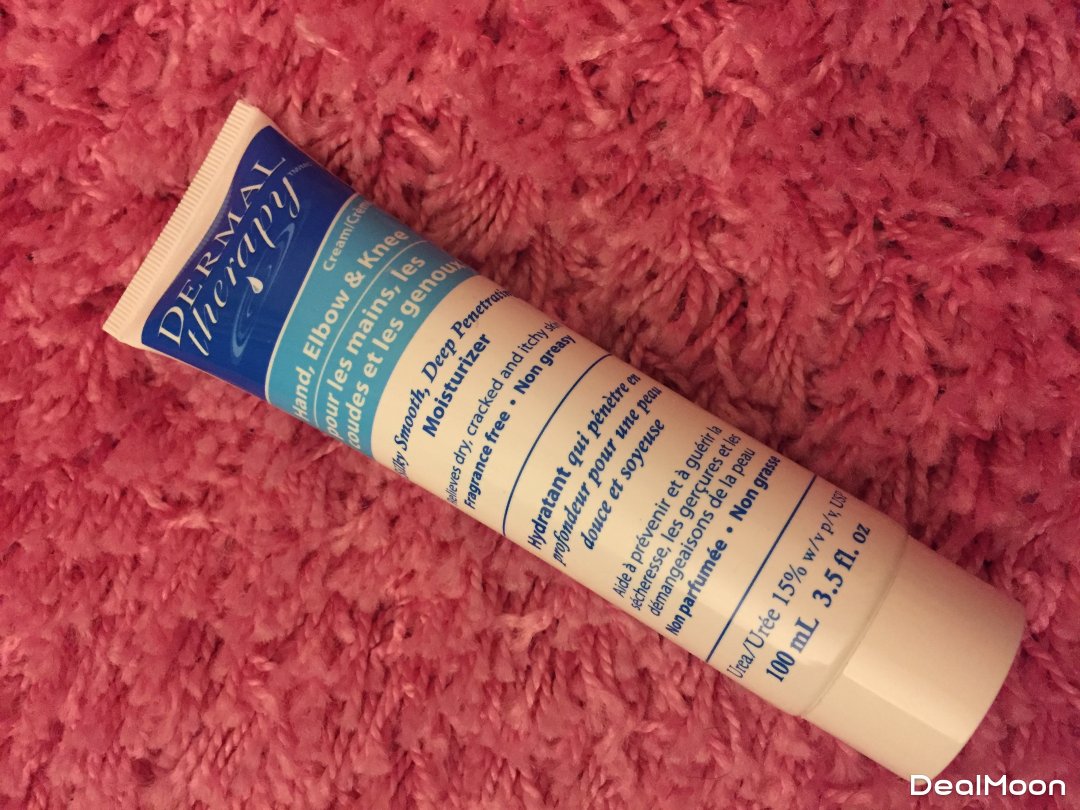 DERMAL
therapy
Cream/Crème
Hand, Elbow & Knee
pour les mains, les
coudes et les genoux
Silky Smooth, Deep Penetrating
Moisturizer
Relieves dry, cracked and itchy skin
Fragrance free • Non greasy
Hydratant qui pénètre en
profondeur pour une peau
douce et soyeuse
Aide à prévenir et à guérir la
sécheresse, les gerçures et les
démangeaisons de la peau
Non parfumée • Non grasse
Urea/Urée 15% w/v p/v, USP
100 mL 3.5 fl. oz
DealMoon